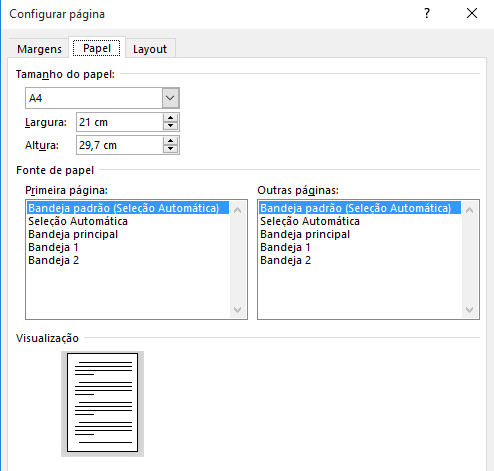 Configurar página ?
Margens Papel Layout
Tamanho do papel:
A4
Largura: 21 cm
Altura: 29,7 cm
Fonte de papel
Primeira página: Outras páginas:
Bandeja padrão (Seleção Automática) Bandeja padrão (Seleção Automática)
Seleção Automática Seleção Automática
Bandeja principal Bandeja principal
Bandeja 1 Bandeja 1
Bandeja 2 Bandeja 2
Visualização